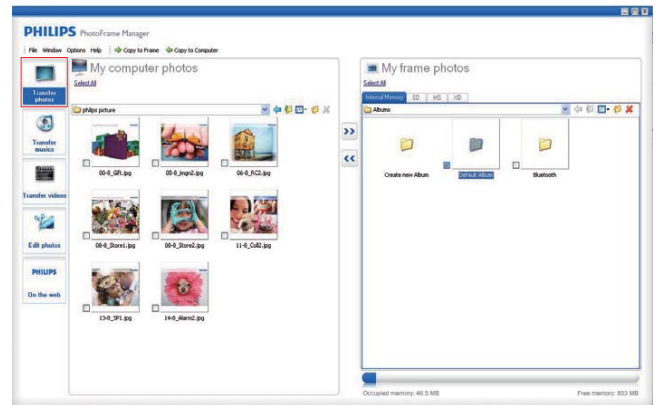 PHILIPS PhotoFrame Manager
File Window Options Help Copy to Frame Copy to Computer
Transfer
photos
Transfer
musics
Transfer videos
Edit photos
PHILIPS
On the web
My computer photos
Select All
philips picture
00-0_Gift.jpg
05-0_imgn2.jpg
06-0_RC2.jpg
08-0_Store1.jpg
08-0_Store2.jpg
11-0_Coll2.jpg
13-0_SP1.jpg
14-0_Alarm2.jpg
>>
<<
My frame photos
Select All
Internal Memory SD MS XD
Albums
Create new Album
Default Album
Bluetooth
Occupied memory: 46.5 MB
Free memory: 853 MB